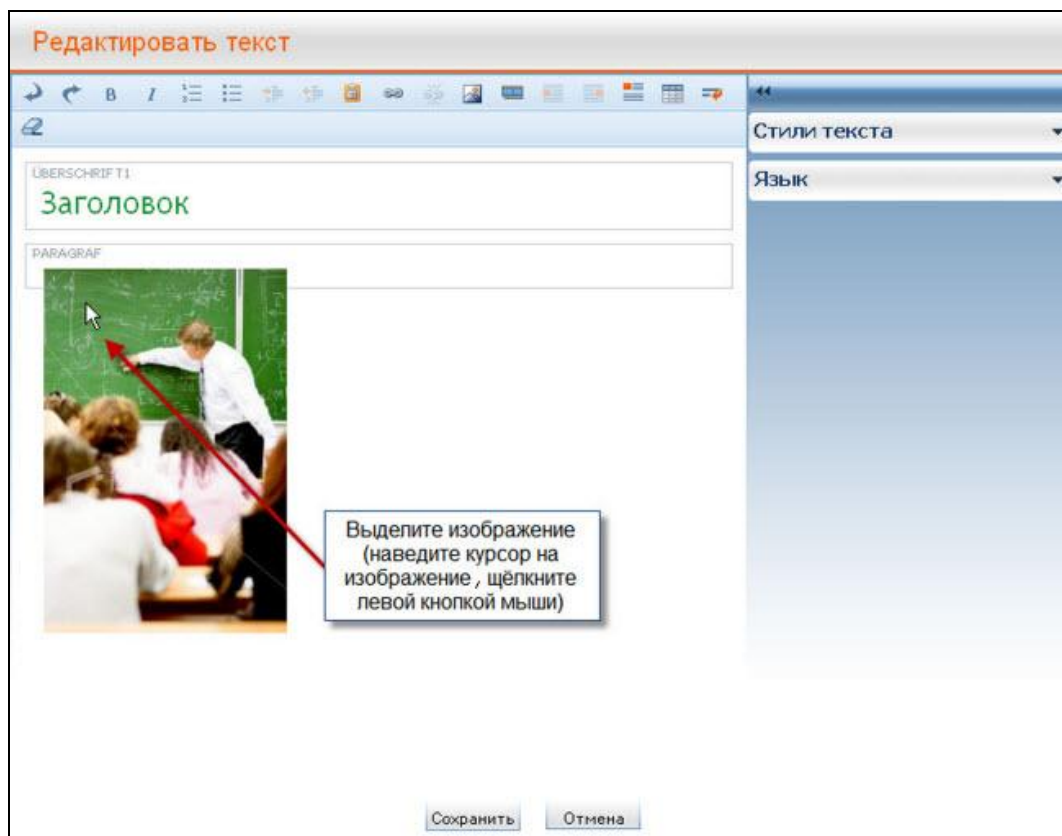 Редактировать текст
B I
Стили текста
Язык
ÜBERSCHRIFT1
Заголовок
PARAGRAF
Выделите изображение
(наведите курсор на
изображение , щёлкните
левой кнопкой мыши)
Сохранить Отмена